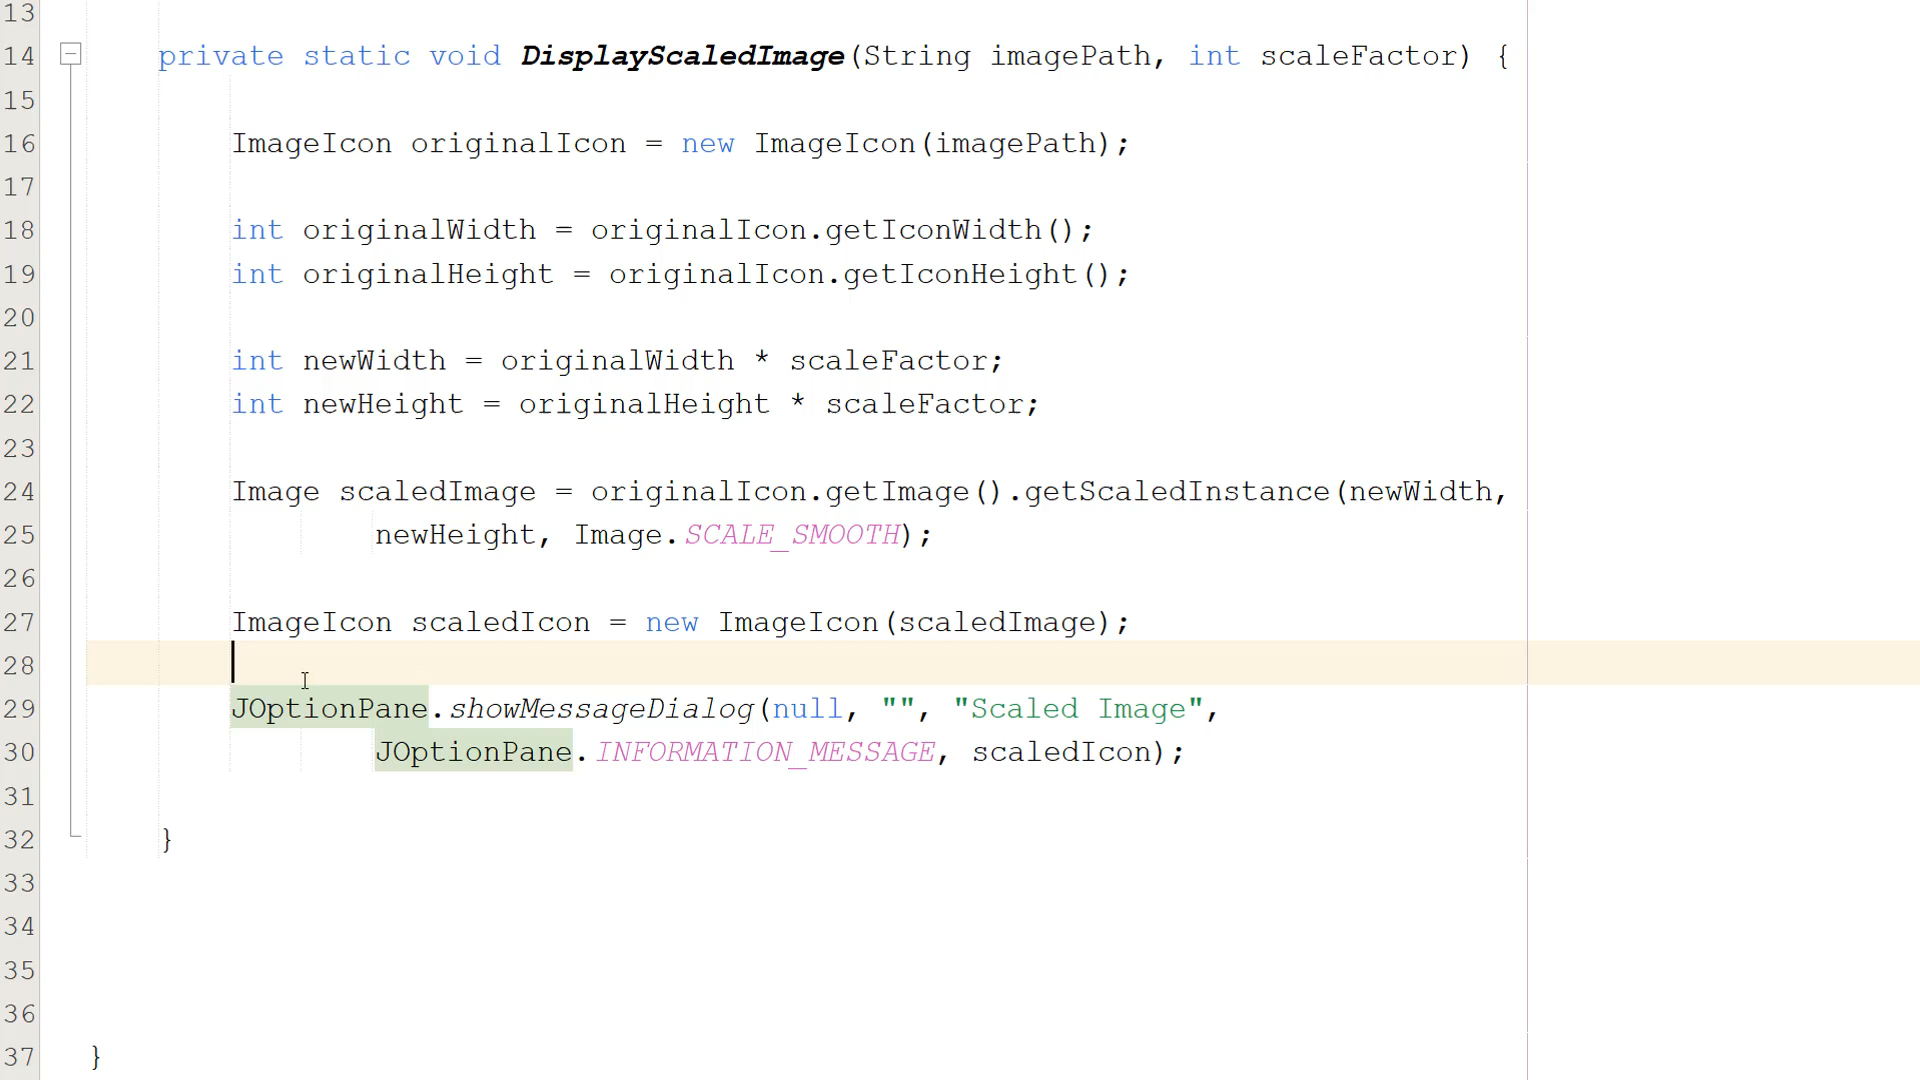 13
14 private static void DisplayScaledImage(String imagePath, int scaleFactor) {
15
16 ImageIcon originalIcon = new ImageIcon(imagePath);
17
18 int originalWidth = originalIcon.getIconWidth();
19 int originalHeight = originalIcon.getIconHeight();
20
21 int newWidth = originalWidth * scaleFactor;
22 int newHeight = originalHeight * scaleFactor;
23
24 Image scaledImage = originalIcon.getImage().getScaledInstance(newWidth,
25 newHeight, Image.SCALE_SMOOTH);
26
27 ImageIcon scaledIcon = new ImageIcon(scaledImage);
28
29 JOptionPane.showMessageDialog(null, "", "Scaled Image",
30 JOptionPane.INFORMATION_MESSAGE, scaledIcon);
31
32 }
33
34
35
36
37 }